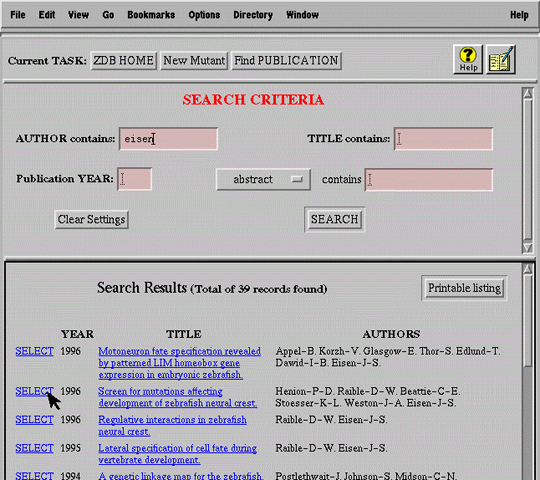 File Edit View Go Bookmarks Options Directory Window Help
Current TASK: ZDB HOME New Mutant Find PUBLICATION Help
SEARCH CRITERIA
AUTHOR contains: eisen TITLE contains:
Publication YEAR: abstract contains
Clear Settings SEARCH
Search Results (Total of 39 records found) Printable listing
YEAR TITLE AUTHORS
SELECT 1996 Motoneuron fate specification revealed Appel-B. Korzh-V. Glasgow-E. Thor-S. Edlund-T.
by patterned LIM homeobox gene Dawid-I-B. Eisen-J-S.
expression in embryonic zebrafish.
SELECT 1996 Screen for mutations affecting Henion-P-D. Raible-D-W. Beattie-C-E.
development of zebrafish neural crest. Stoesser-K-L. Weston-J-A. Eisen-J-S.
SELECT 1996 Regulative interactions in zebrafish Raible-D-W. Eisen-J-S.
neural crest.
SELECT 1995 Lateral specification of cell fate during Raible-D-W. Eisen-J-S.
vertebrate development.
SELECT 1994 A genetic linkage map for the zebrafish. Postlethwait-J. Johnson-S. Midson-C-N.